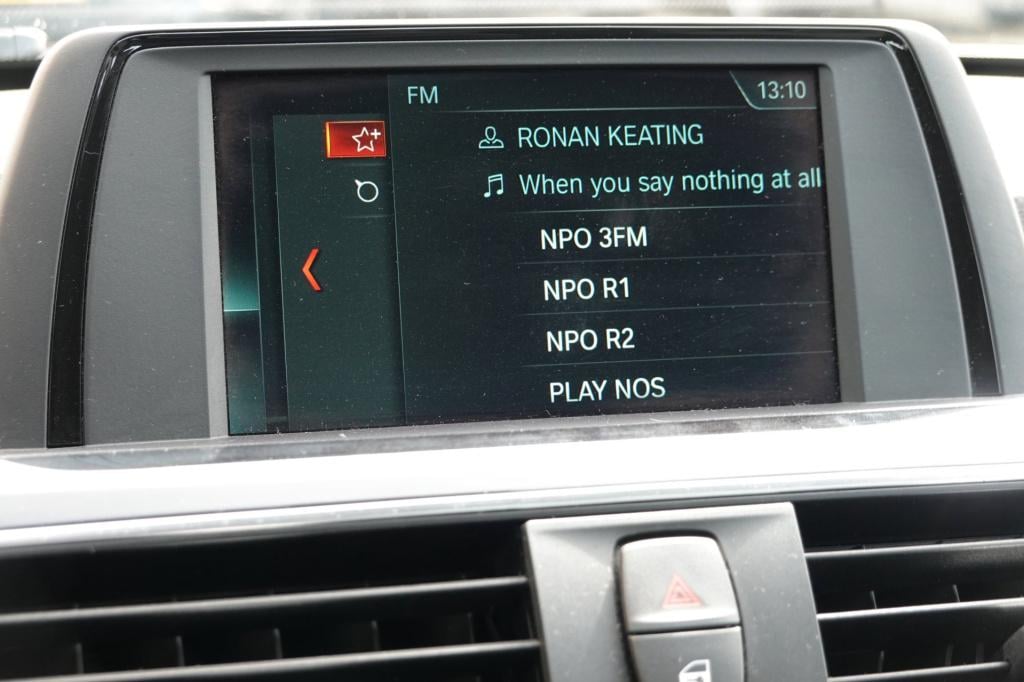 FM
13:10
RONAN KEATING
When you say nothing at all
NPO 3FM
NPO R1
NPO R2
PLAY NOS